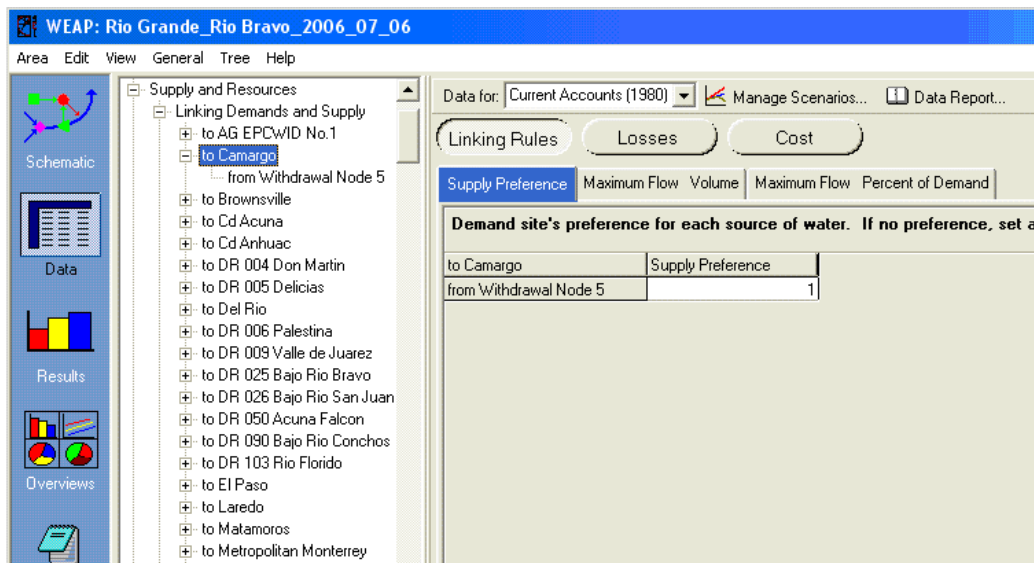 WEAP: Rio Grande_Rio Bravo_2006_07_06
Area Edit View General Tree Help
Schematic
Data
Results
Overviews
Supply and Resources
Linking Demands and Supply
to AG EPCWID No.1
to Camargo
from Withdrawal Node 5
to Brownsville
to Cd Acuna
to Cd Anhuac
to DR 004 Don Martin
to DR 005 Delicias
to Del Rio
to DR 006 Palestina
to DR 009 Valle de Juarez
to DR 025 Bajo Rio Bravo
to DR 026 Bajo Rio San Juan
to DR 050 Acuna Falcon
to DR 090 Bajo Rio Conchos
to DR 103 Rio Florido
to El Paso
to Laredo
to Matamoros
to Metropolitan Monterrey
Data for: Current Accounts (1980) Manage Scenarios... Data Report...
Linking Rules Losses Cost
Supply Preference Maximum Flow Volume Maximum Flow Percent of Demand
Demand site's preference for each source of water. If no preference, set a
to Camargo Supply Preference
from Withdrawal Node 5 1